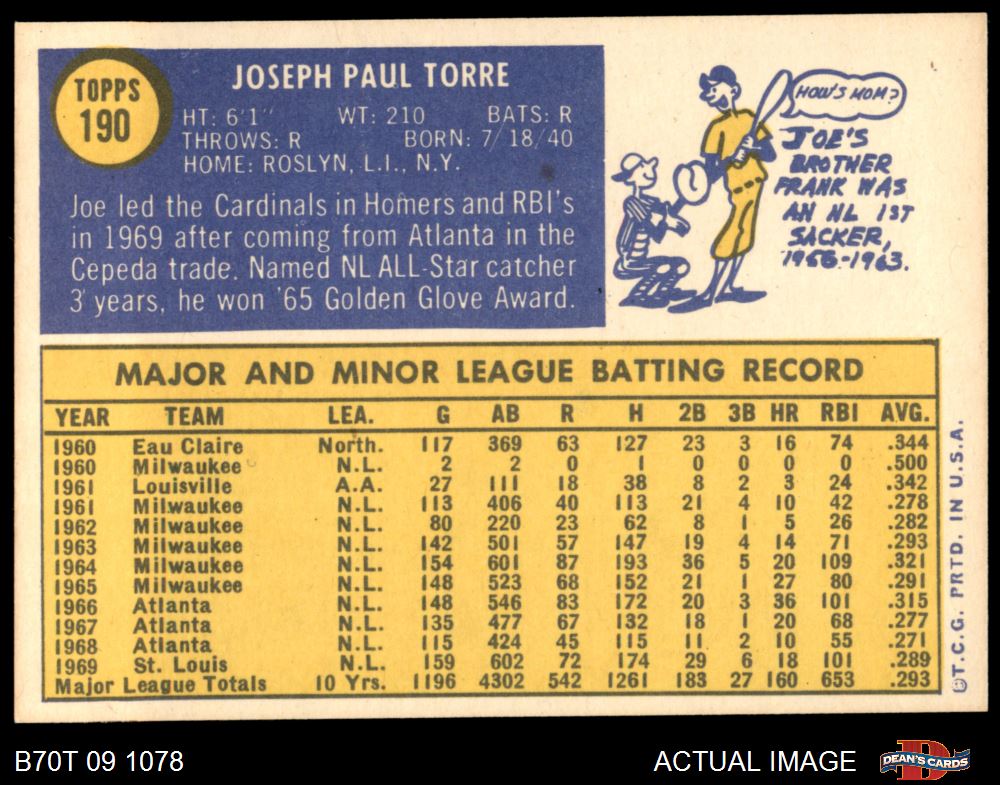 TOPPS
190
JOSEPH PAUL TORRE
HT: 6'1" WT: 210 BATS: R
THROWS: R BORN: 7/18/40
HOME: ROSLYN, L.I., N.Y.
Joe led the Cardinals in Homers and RBI's
in 1969 after coming from Atlanta in the
Cepeda trade. Named NL ALL-Star catcher
3 years, he won '65 Golden Glove Award.
HOW'S MOM?
JOE'S
BROTHER
FRANK WAS
AN NL 1ST
SACKER,
1956-1963.
MAJOR AND MINOR LEAGUE BATTING RECORD
YEAR TEAM LEA. G AB R H 2B 3B HR RBI AVG.
1960 Eau Claire North. 117 369 63 127 23 3 16 74 .344
1960 Milwaukee N.L. 2 2 0 1 0 0 0 0 .500
1961 Louisville A.A. 27 111 18 38 8 2 3 24 .342
1961 Milwaukee N.L. 113 406 40 113 21 4 10 42 .278
1962 Milwaukee N.L. 80 220 23 62 8 1 5 26 .282
1963 Milwaukee N.L. 142 501 57 147 19 4 14 71 .293
1964 Milwaukee N.L. 154 601 87 193 36 5 20 109 .321
1965 Milwaukee N.L. 148 523 68 152 21 1 27 80 .291
1966 Atlanta N.L. 148 546 83 172 20 3 36 101 .315
1967 Atlanta N.L. 135 477 67 132 18 1 20 68 .277
1968 Atlanta N.L. 115 424 45 115 11 2 10 55 .271
1969 St. Louis N.L. 159 602 72 174 29 6 18 101 .289
Major League Totals 10 Yrs. 1196 4302 542 1261 183 27 160 653 .293
©T.C.G. PRTD. IN U.S.A.
B70T 09 1078
ACTUAL IMAGE
DEAN'S CARDS